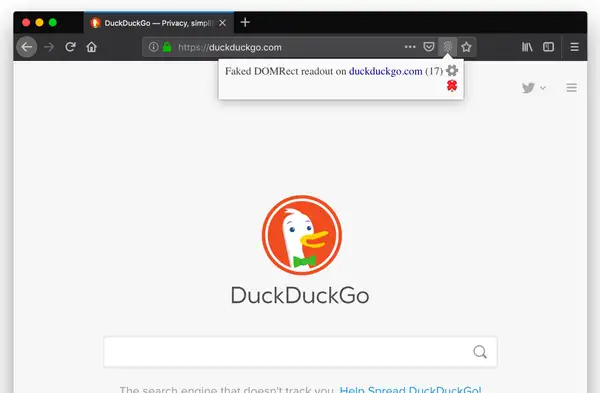 DuckDuckGo — Privacy, simpli
https://duckduckgo.com
Faked DOMRect readout on duckduckgo.com (17)
DuckDuckGo
The search engine that doesn't track you. Help Spread DuckDuckGo!